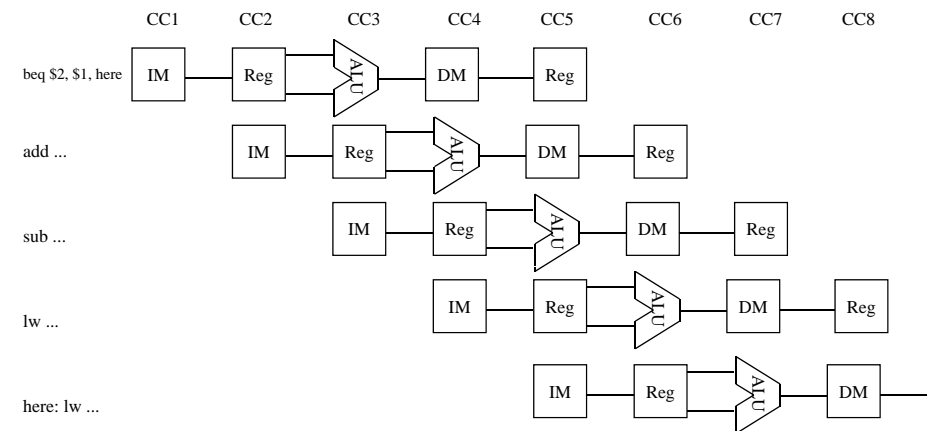 CC1 CC2 CC3 CC4 CC5 CC6 CC7 CC8
beq $2, $1, here IM Reg ALU DM Reg
add ... IM Reg ALU DM Reg
sub ... IM Reg ALU DM Reg
lw ... IM Reg ALU DM Reg
here: lw ... IM Reg ALU DM